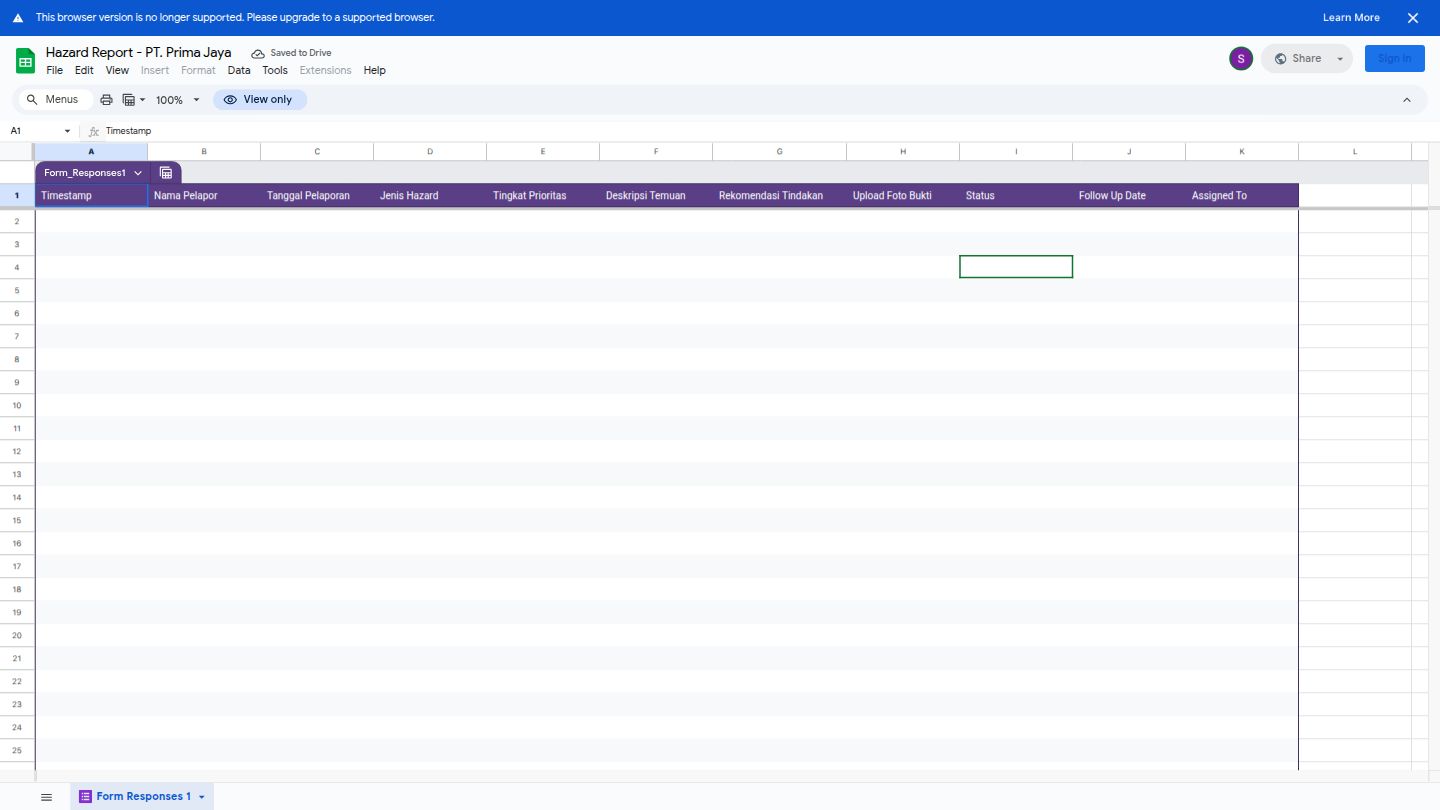 This browser version is no longer supported. Please upgrade to a supported browser. Learn More
Hazard Report - PT. Prima Jaya Saved to Drive
S Share Sign in
File Edit View Insert Format Data Tools Extensions Help
Menus 100% View only
A1 fx Timestamp
A B C D E F G H I J K L
Form_Responses1
1 Timestamp Nama Pelapor Tanggal Pelaporan Jenis Hazard Tingkat Prioritas Deskripsi Temuan Rekomendasi Tindakan Upload Foto Bukti Status Follow Up Date Assigned To
2
3
4
5
6
7
8
9
10
11
12
13
14
15
16
17
18
19
20
21
22
23
24
25
Form Responses 1